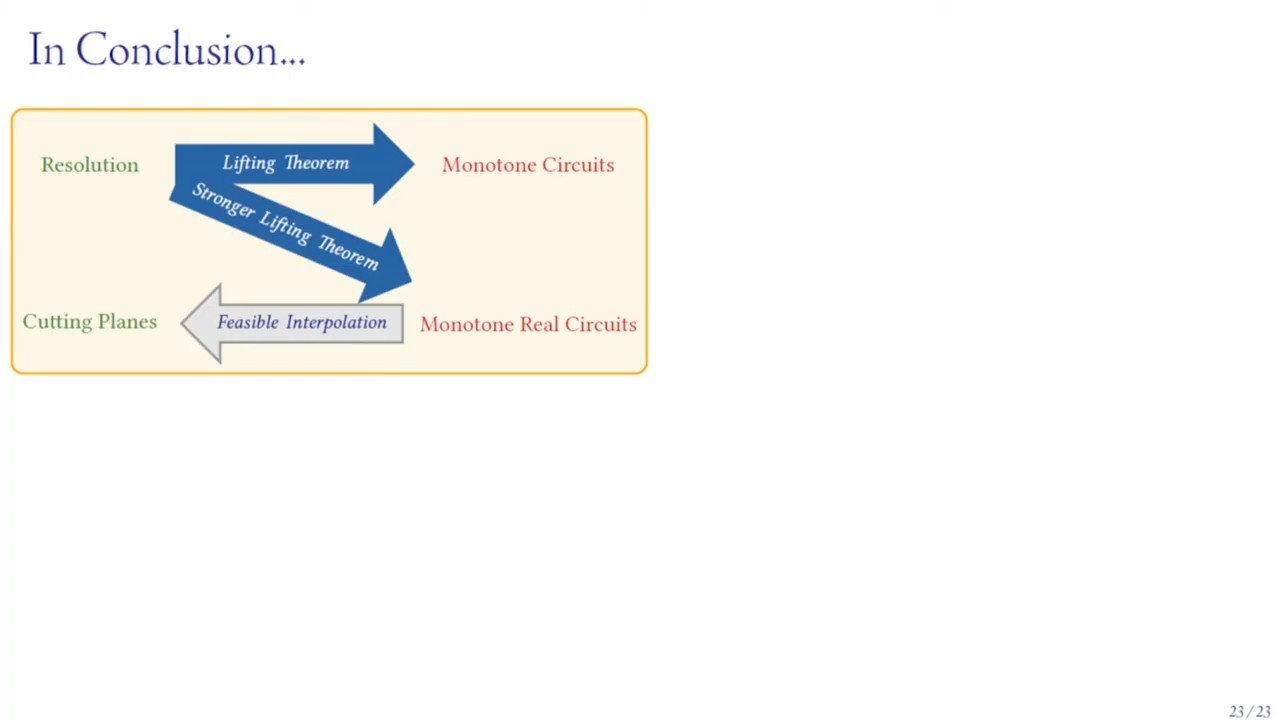 In Conclusion...
Resolution
Lifting Theorem
Monotone Circuits
Stronger Lifting Theorem
Cutting Planes
Feasible Interpolation
Monotone Real Circuits
23/23